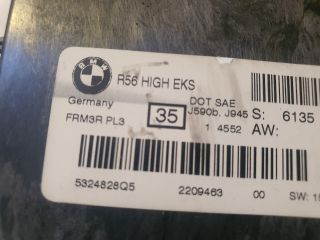 BMW
R56 HIGH EKS
Germany
DOT SAE
J590b, J945
S: 6135
FRM3R PL3
35
1 4552
AW:
5324828Q5
2209463
00
SW: 1